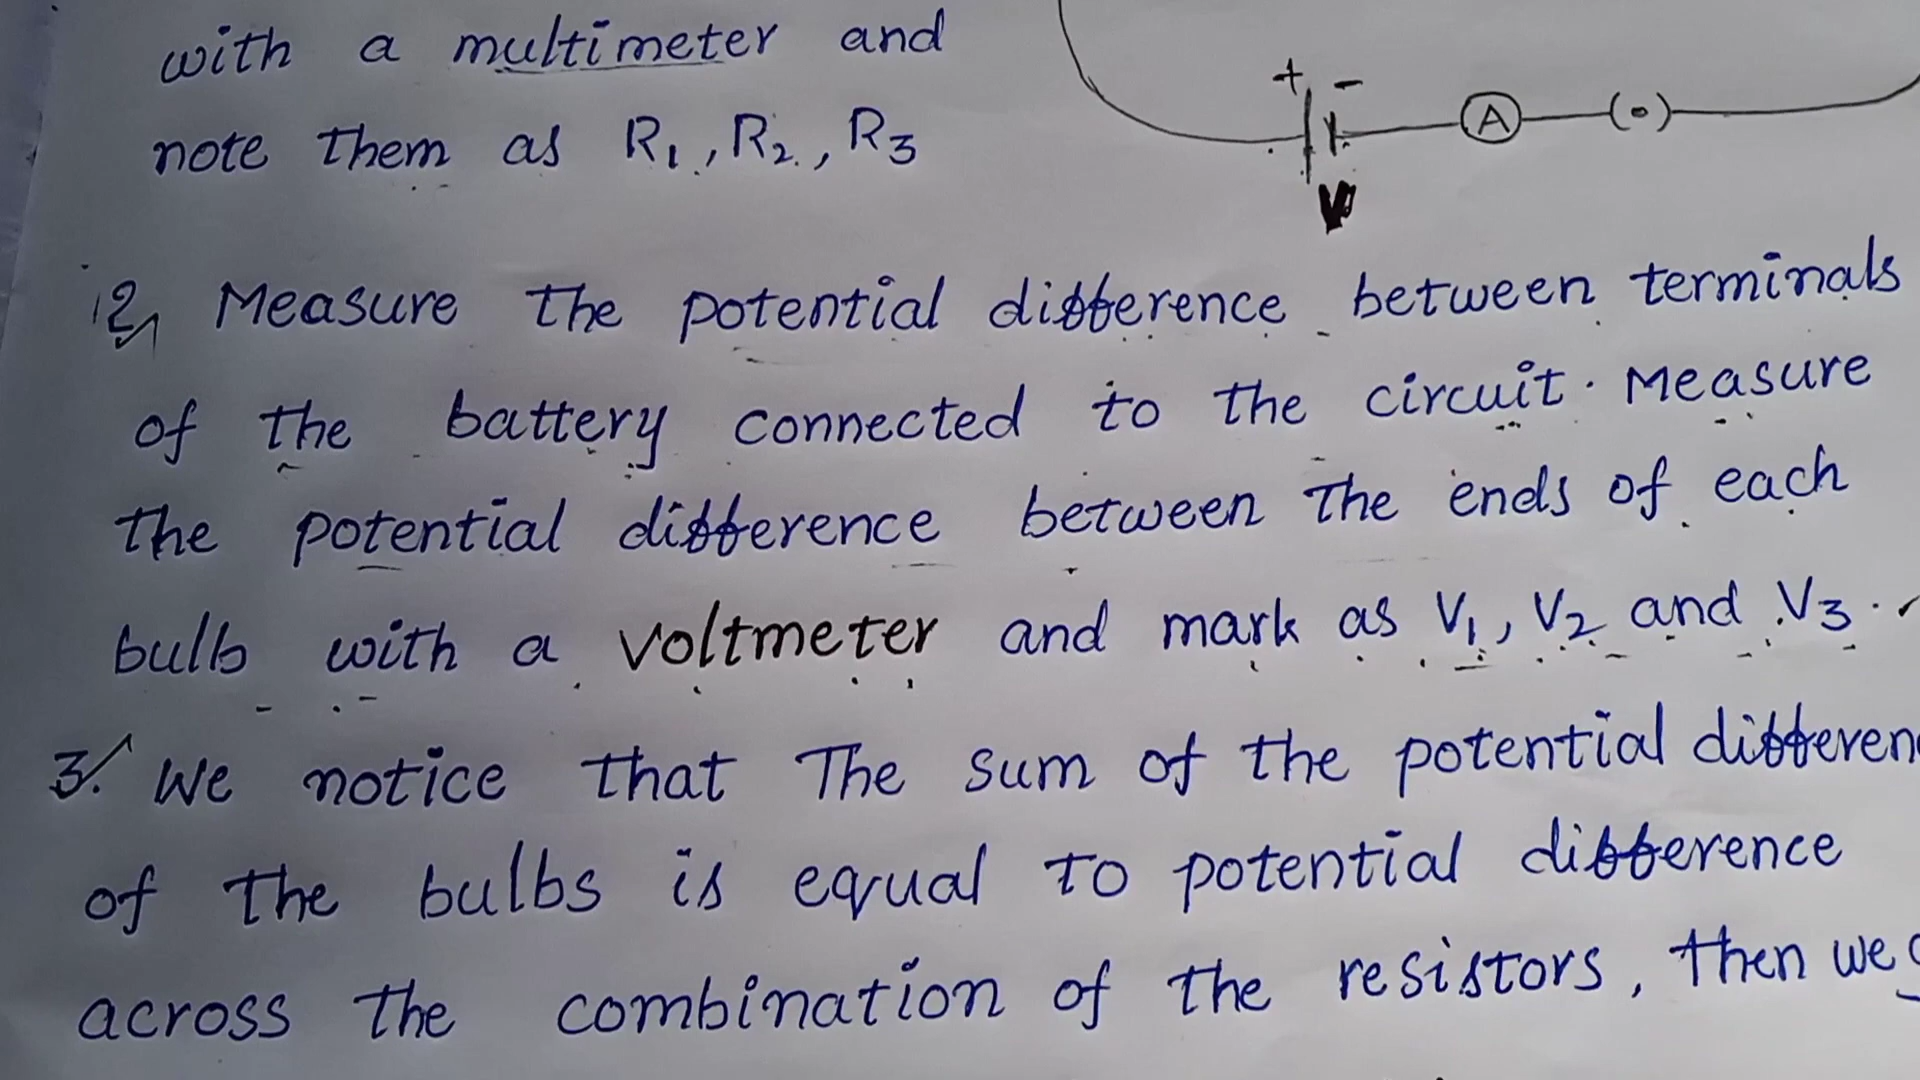 with a multimeter and
note them as R₁, R₂, R₃
+ -
A
V
2, Measure the potential difference between terminals
of the battery connected to the circuit. Measure
the potential difference between the ends of each
bulb with a voltmeter and mark as V₁, V₂ and V₃.
3. We notice that the sum of the potential differen
of the bulbs is equal to potential difference
across the combination of the resistors, then we